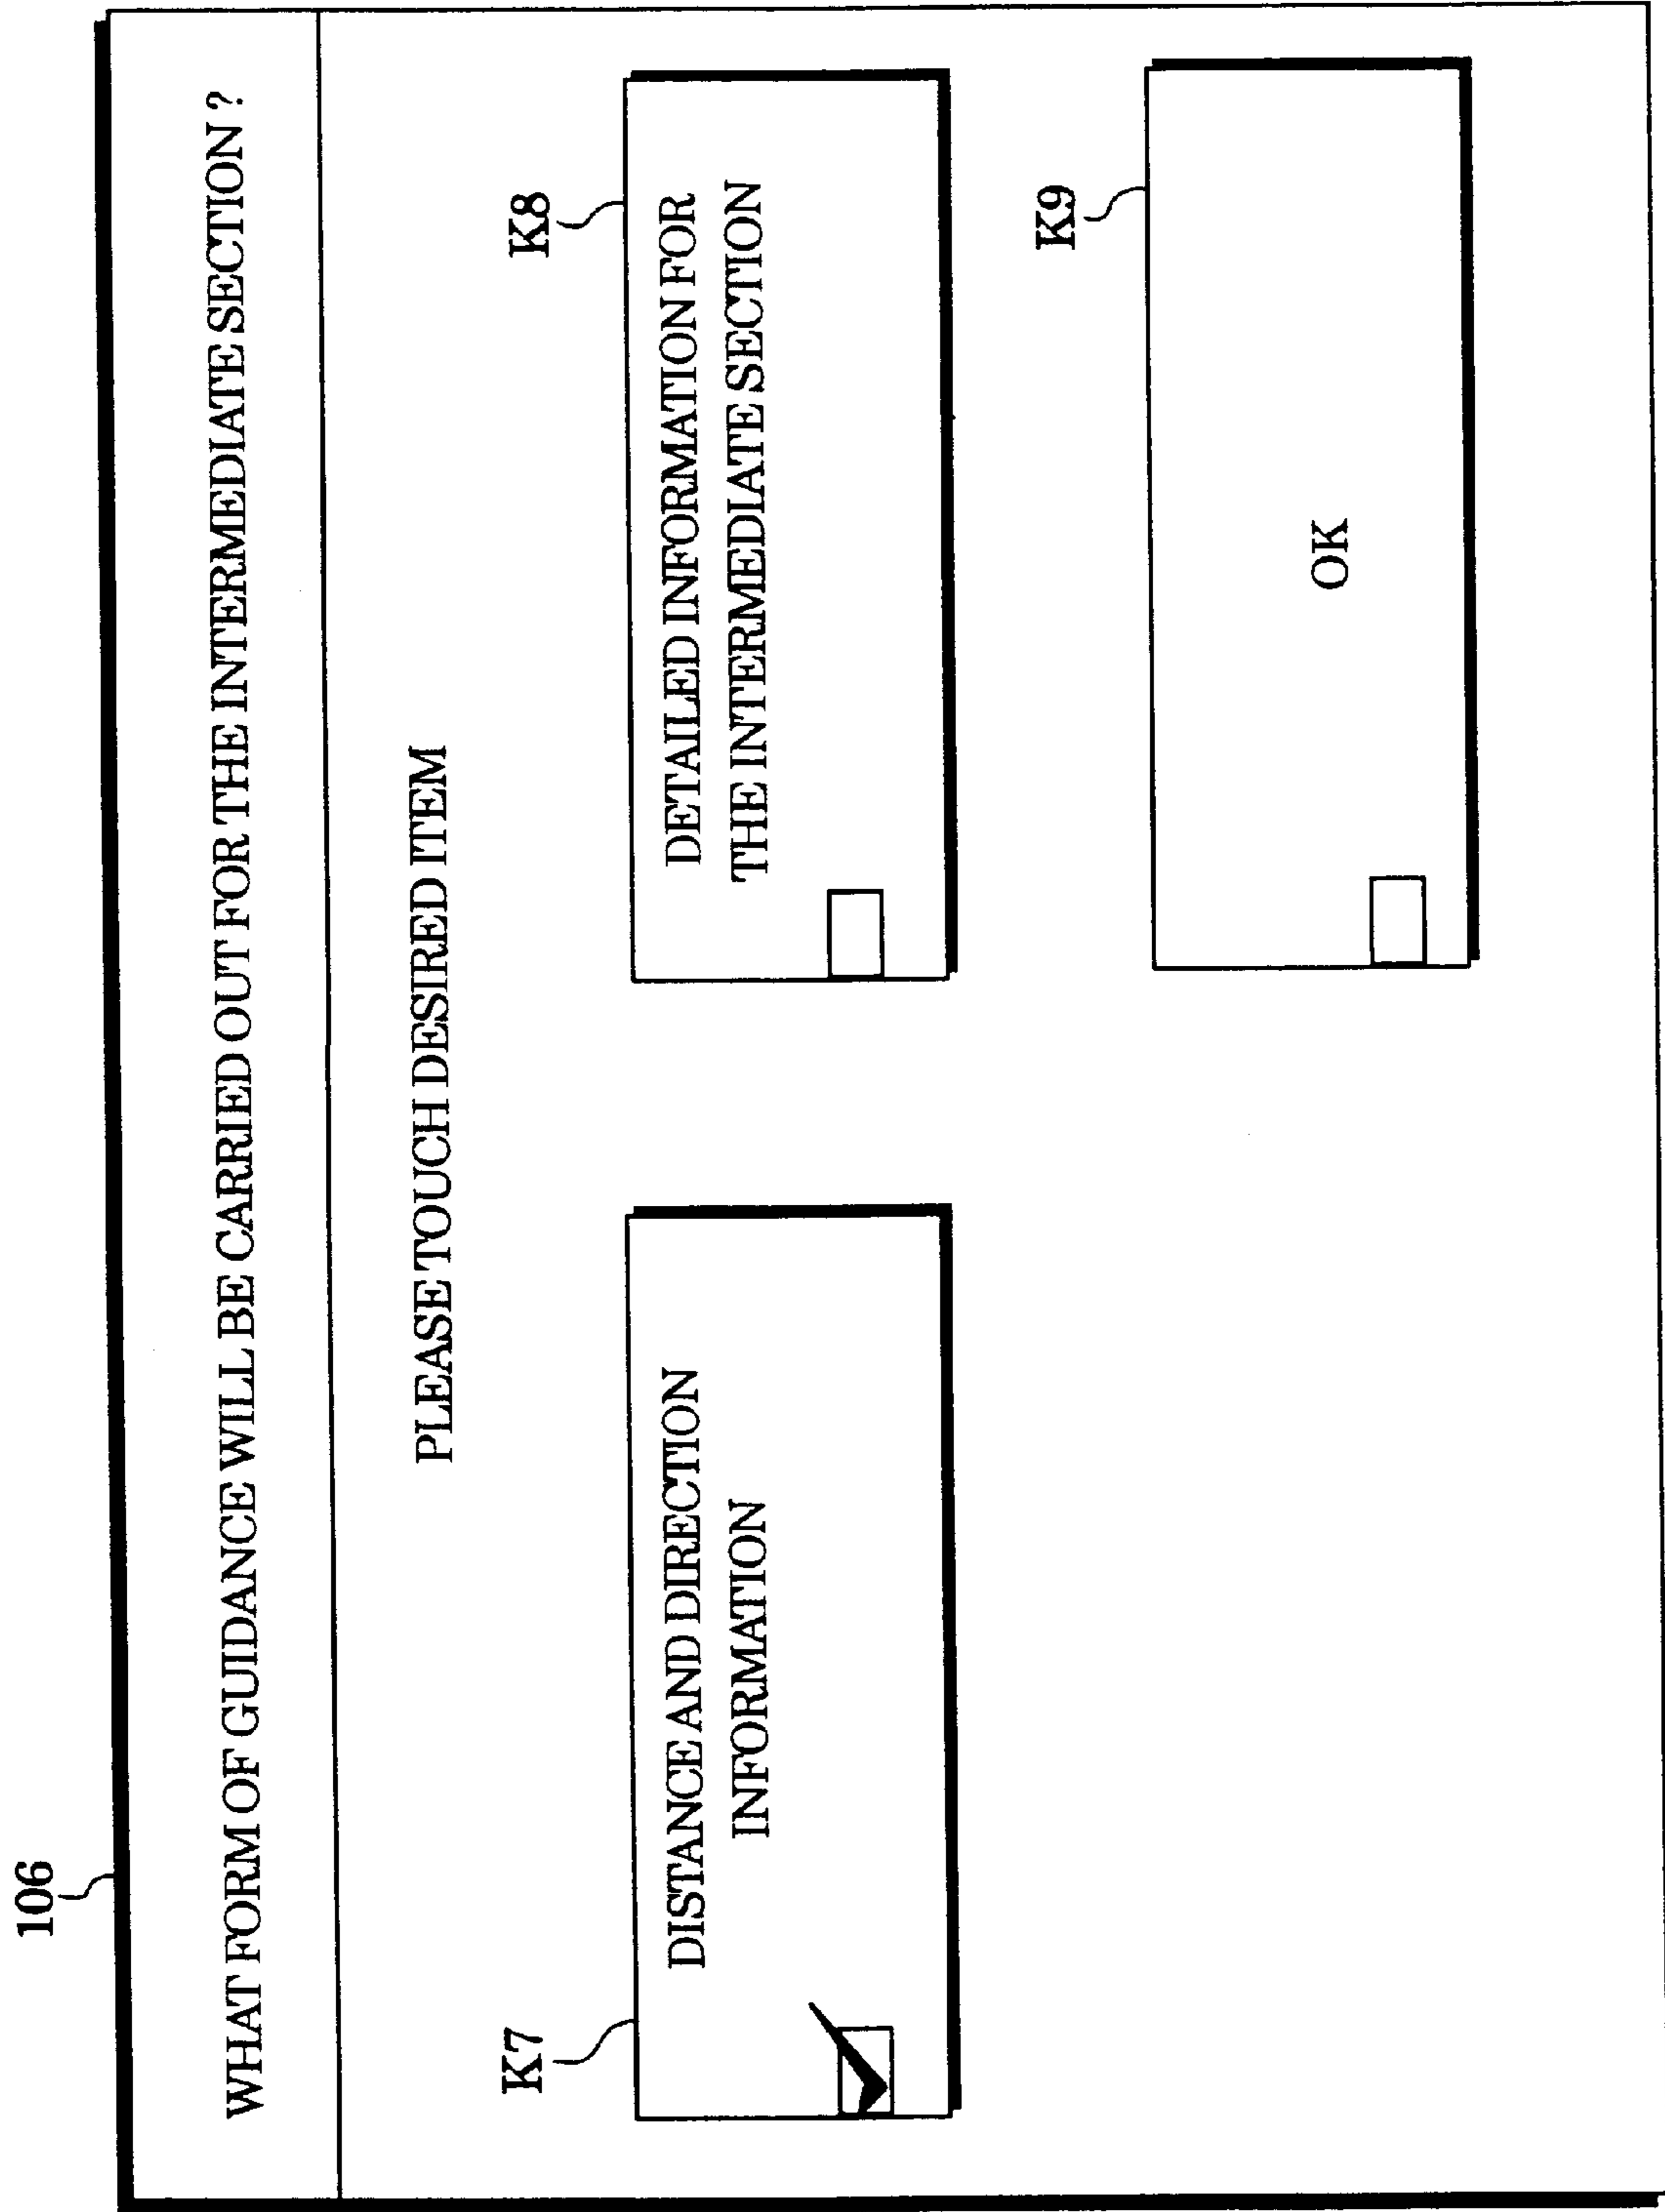 106
WHAT FORM OF GUIDANCE WILL BE CARRIED OUT FOR THE INTERMEDIATE SECTION ?
PLEASE TOUCH DESIRED ITEM
K7
DISTANCE AND DIRECTION
INFORMATION
K8
DETAILED INFORMATION FOR
THE INTERMEDIATE SECTION
K9
OK